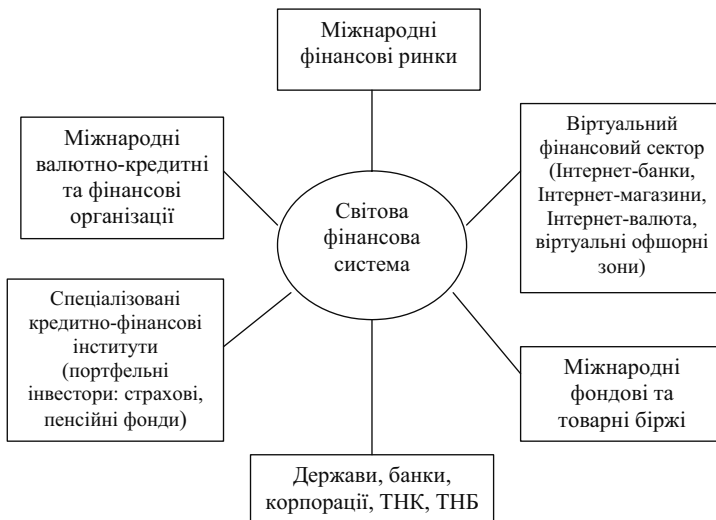 Міжнародні
фінансові ринки
Міжнародні
валютно-кредитні
та фінансові
організації
Віртуальний
фінансовий сектор
(Інтернет-банки,
Інтернет-магазини,
Інтернет-валюта,
віртуальні офшорні
зони)
Світова
фінансова
система
Спеціалізовані
кредитно-фінансові
інститути
(портфельні
інвестори: страхові,
пенсійні фонди)
Міжнародні
фондові та
товарні біржі
Держави, банки,
корпорації, ТНК, ТНБ